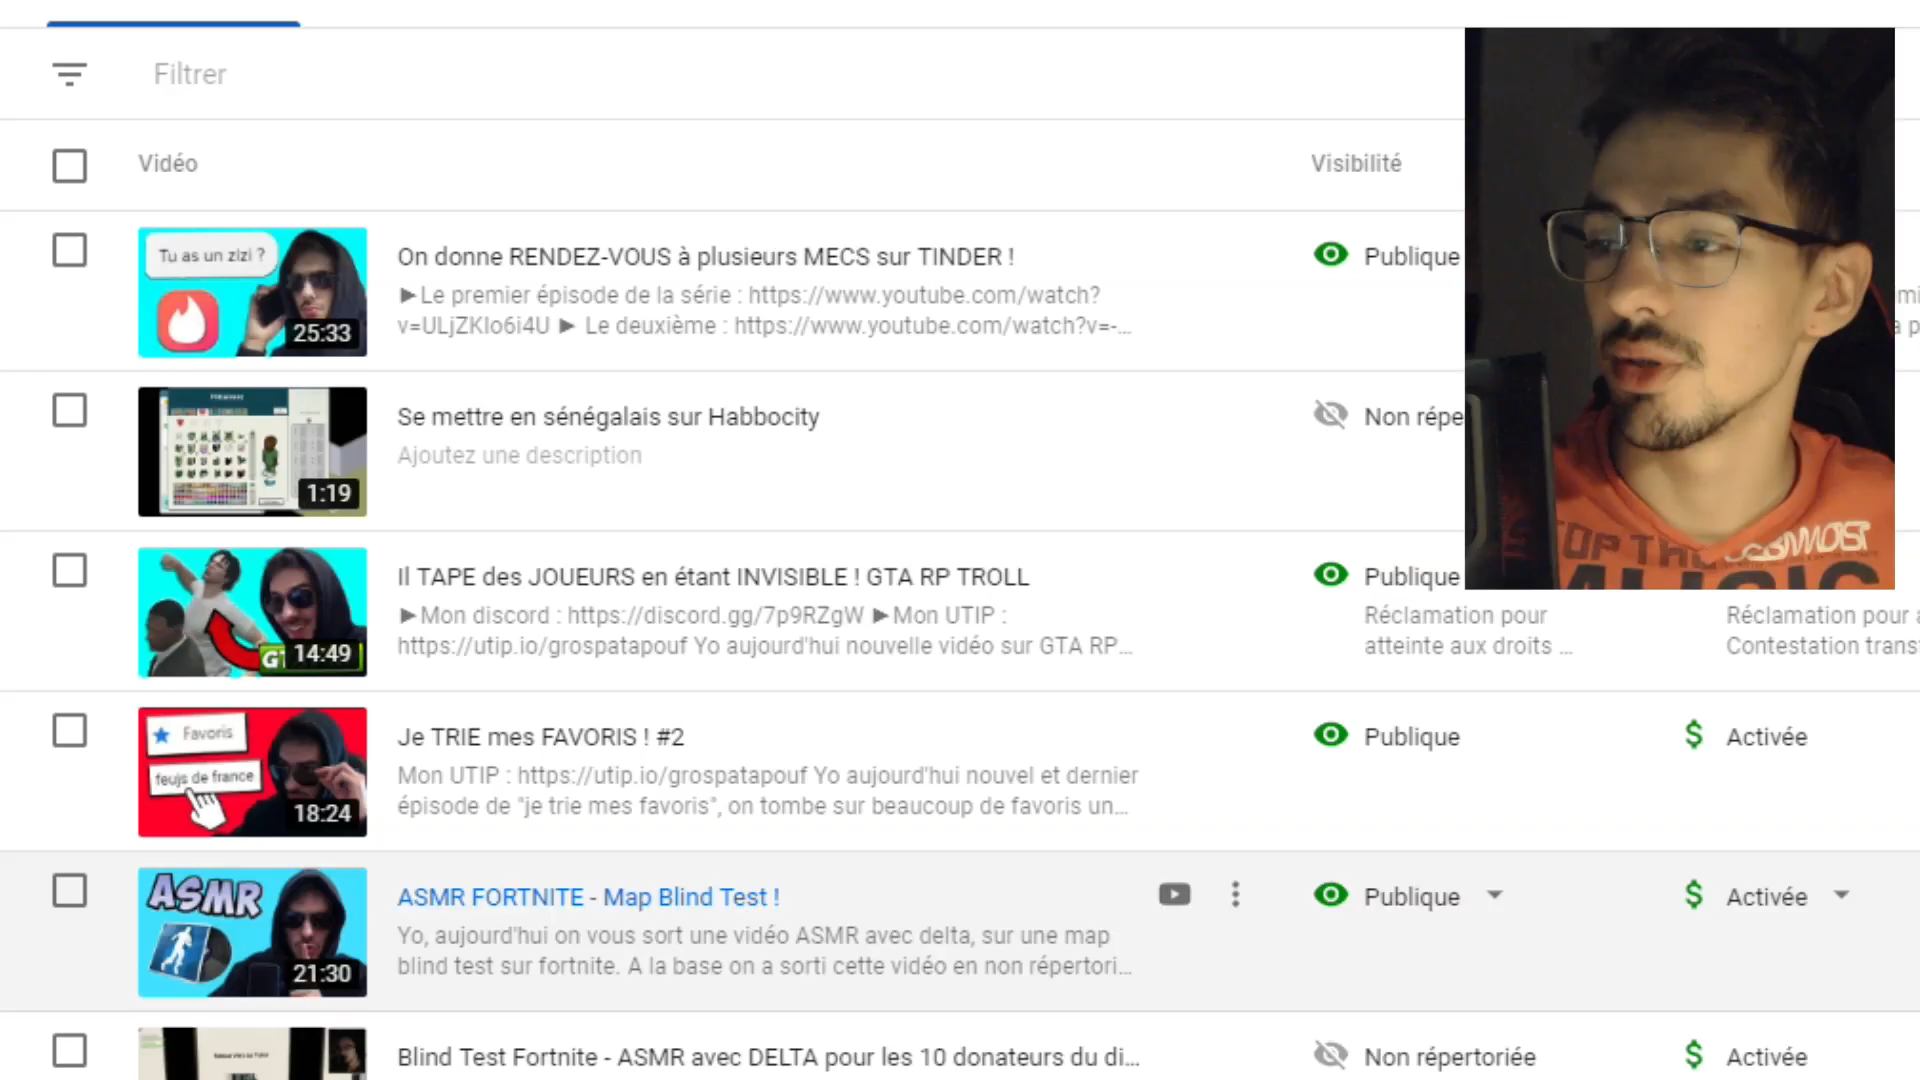 Filtrer
Vidéo
Visibilité
Tu as un zizi ?
25:33
On donne RENDEZ-VOUS à plusieurs MECS sur TINDER !
►Le premier épisode de la série : https://www.youtube.com/watch?
v=ULjZKIo6i4U ► Le deuxième : https://www.youtube.com/watch?v=-...
Publique
1:19
Se mettre en sénégalais sur Habbocity
Ajoutez une description
Non répe
14:49
Il TAPE des JOUEURS en étant INVISIBLE ! GTA RP TROLL
►Mon discord : https://discord.gg/7p9RZgW ►Mon UTIP :
https://utip.io/grospatapouf Yo aujourd'hui nouvelle vidéo sur GTA RP...
Publique
Réclamation pour
atteinte aux droits ...
Réclamation pour a
Contestation trans
Favoris
feujs de france
18:24
Je TRIE mes FAVORIS ! #2
Mon UTIP : https://utip.io/grospatapouf Yo aujourd'hui nouvel et dernier
épisode de "je trie mes favoris", on tombe sur beaucoup de favoris un...
Publique
$ Activée
ASMR
21:30
ASMR FORTNITE - Map Blind Test !
Yo, aujourd'hui on vous sort une vidéo ASMR avec delta, sur une map
blind test sur fortnite. A la base on a sorti cette vidéo en non répertori...
Publique
$ Activée
Blind Test Fortnite - ASMR avec DELTA pour les 10 donateurs du di...
Non répertoriée
$ Activée